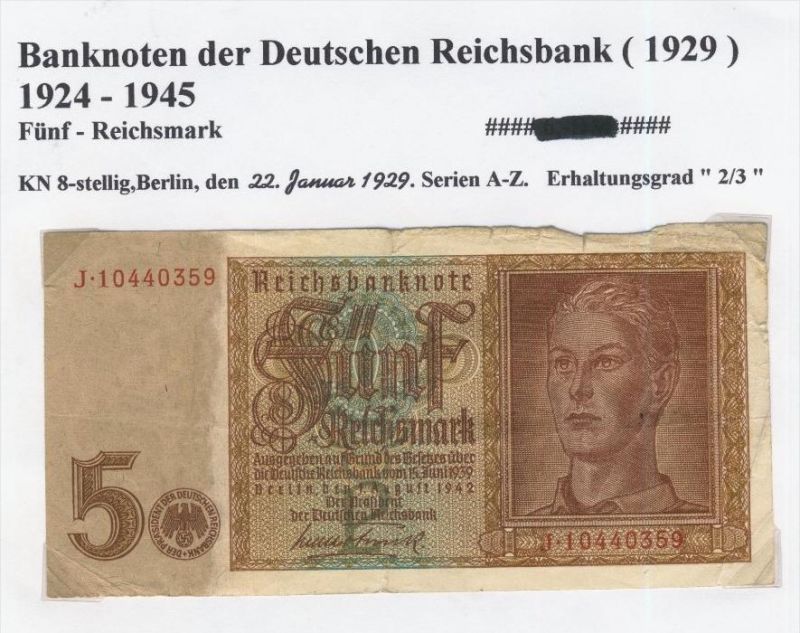 Banknoten der Deutschen Reichsbank ( 1929 )
1924 - 1945
Fünf - Reichsmark
#### ####
KN 8-stellig,Berlin, den 22. Januar 1929. Serien A-Z. Erhaltungsgrad " 2/3 "
J·10440359
Reichsbanknote
Fünf
Reichsmark
Ausgegeben auf Grund des Gesetzes über
die Deutsche Reichsbank vom 15. Juni 1939
Berlin, den 1. August 1942
Der Präsident
der Deutschen Reichsbank
5
DER PRÄSIDENT DER DEUTSCHEN REICHSBANK
J·10440359